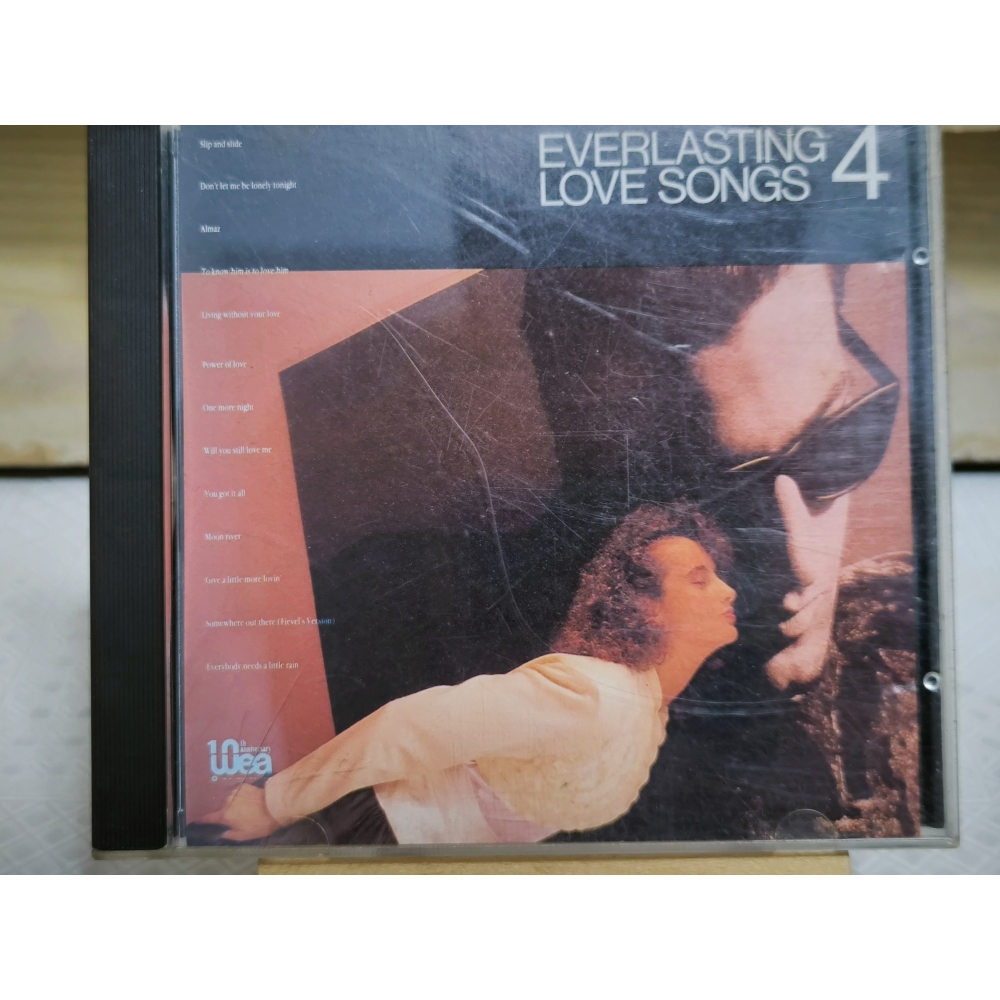 EVERLASTING
LOVE SONGS 4
Slip and slide
Don't let me be lonely tonight
Almaz
To know him is to love him
Living without your love
Power of love
One more night
Will you still love me
You got it all
Moon river
Love a little more lovin
Somewhere out there (Fievel's Version)
Everybody needs a little rain
10th
anniversary
wea